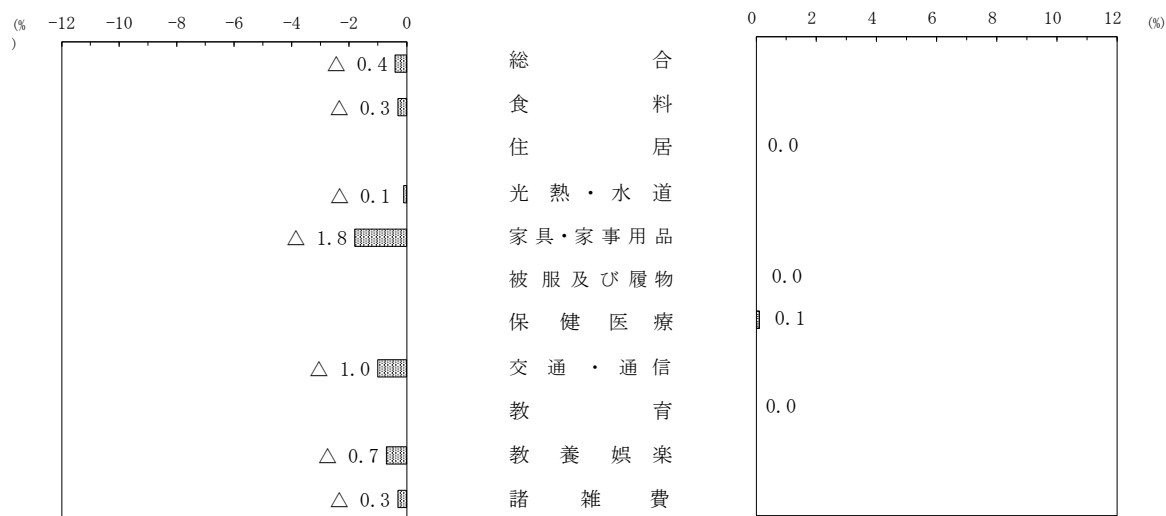 (%) -12 -10 -8 -6 -4 -2 0 0 2 4 6 8 10 12 (%)
△ 0.4 総合
△ 0.3 食料
住居 0.0
△ 0.1 光熱・水道
△ 1.8 家具・家事用品
被服及び履物 0.0
保健医療 0.1
△ 1.0 交通・通信
教育 0.0
△ 0.7 教養娯楽
△ 0.3 諸雑費